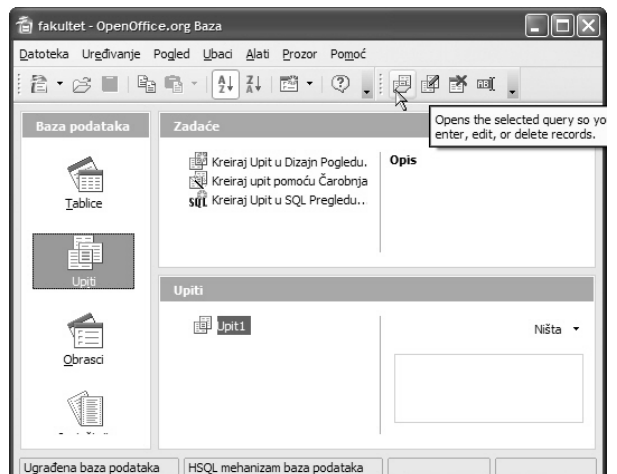 fakultet - OpenOffice.org Baza
Datoteka Uređivanje Pogled Ubaci Alati Prozor Pomoć
Opens the selected query so yo
enter, edit, or delete records.
Baza podataka
Tablice
Upiti
Obrasci
Zadaće
Kreiraj Upit u Dizajn Pogledu.
Kreiraj upit pomoću Čarobnja
SQL Kreiraj Upit u SQL Pregledu..
Opis
Upiti
Upit1
Ništa
Ugrađena baza podataka HSQL mehanizam baza podataka